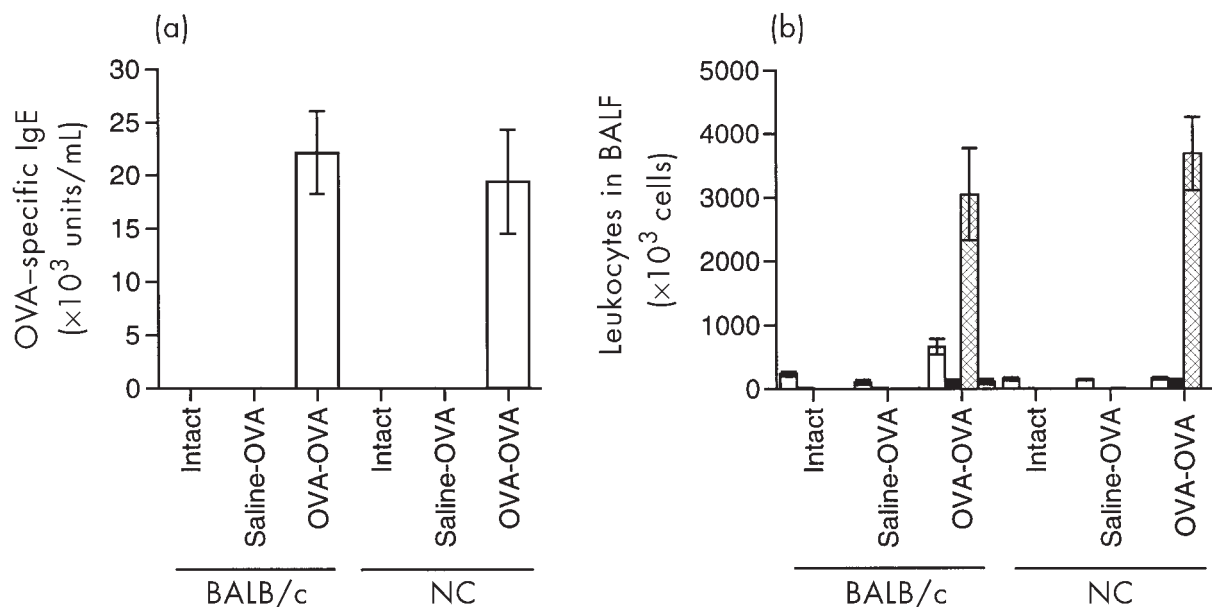 (a)
OVA–specific IgE
(×10³ units/mL)
30
25
20
15
10
5
0
Intact
Saline-OVA
OVA-OVA
Intact
Saline-OVA
OVA-OVA
BALB/c
NC
(b)
Leukocytes in BALF
(×10³ cells)
5000
4000
3000
2000
1000
0
Intact
Saline-OVA
OVA-OVA
Intact
Saline-OVA
OVA-OVA
BALB/c
NC